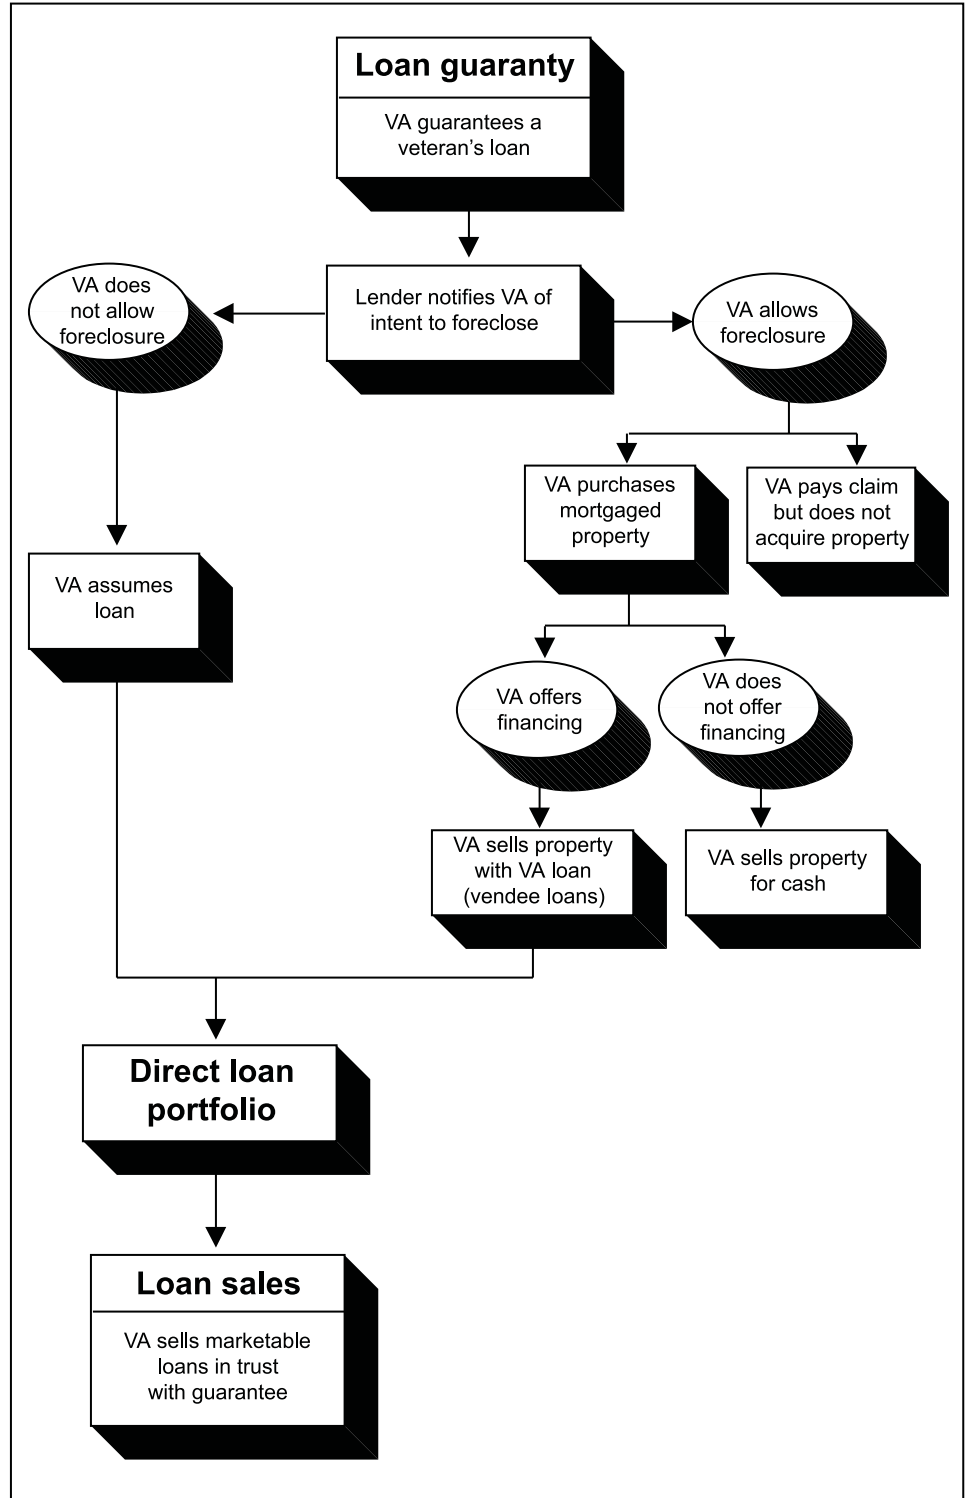 Loan guaranty
VA guarantees a
veteran’s loan
VA does
not allow
foreclosure
Lender notifies VA of
intent to foreclose
VA allows
foreclosure
VA purchases
mortgaged
property
VA pays claim
but does not
acquire property
VA assumes
loan
VA offers
financing
VA does
not offer
financing
VA sells property
with VA loan
(vendee loans)
VA sells property
for cash
Direct loan
portfolio
Loan sales
VA sells marketable
loans in trust
with guarantee